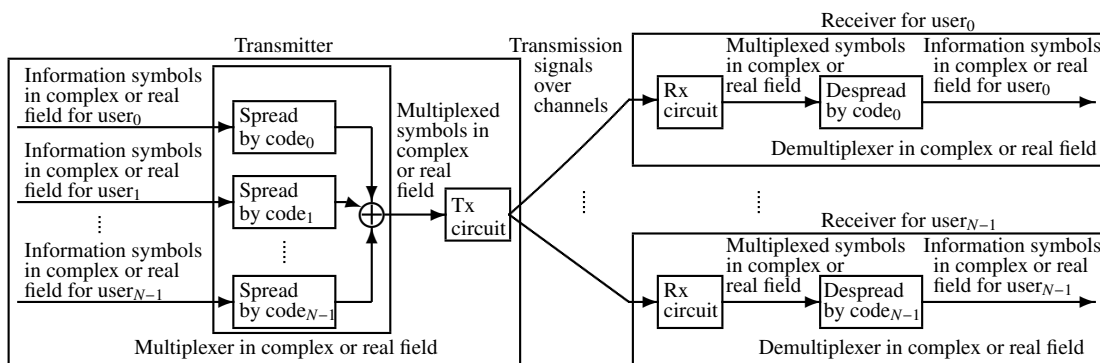 Transmitter
Information symbols
in complex or real
field for user0
Spread
by code0
Information symbols
in complex or real
field for user1
Spread
by code1
Information symbols
in complex or real
field for userN−1
Spread
by codeN−1
Multiplexed
symbols in
complex
or real
field
Tx
circuit
Multiplexer in complex or real field
Transmission
signals
over
channels
Receiver for user0
Multiplexed symbols
in complex or
real field
Information symbols
in complex or real
field for user0
Rx
circuit
Despread
by code0
Demultiplexer in complex or real field
Receiver for userN−1
Multiplexed symbols
in complex or
real field
Information symbols
in complex or real
field for userN−1
Rx
circuit
Despread
by codeN−1
Demultiplexer in complex or real field